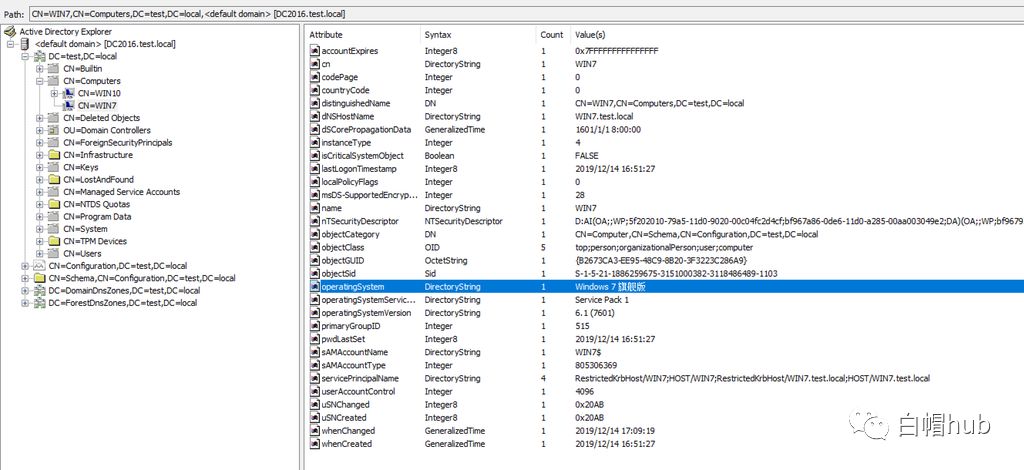 Path: CN=WIN7,CN=Computers,DC=test,DC=local,<default domain> [DC2016.test.local]
Active Directory Explorer
<default domain> [DC2016.test.local]
DC=test,DC=local
CN=Builtin
CN=Computers
CN=WIN10
CN=WIN7
CN=Deleted Objects
OU=Domain Controllers
CN=ForeignSecurityPrincipals
CN=Infrastructure
CN=Keys
CN=LostAndFound
CN=Managed Service Accounts
CN=NTDS Quotas
CN=Program Data
CN=System
CN=TPM Devices
CN=Users
CN=Configuration,DC=test,DC=local
CN=Schema,CN=Configuration,DC=test,DC=local
DC=DomainDnsZones,DC=test,DC=local
DC=ForestDnsZones,DC=test,DC=local
Attribute Syntax Count Value(s)
accountExpires Integer8 1 0x7FFFFFFFFFFFFFFF
cn DirectoryString 1 WIN7
codePage Integer 1 0
countryCode Integer 1 0
distinguishedName DN 1 CN=WIN7,CN=Computers,DC=test,DC=local
dNSHostName DirectoryString 1 WIN7.test.local
dSCorePropagationData GeneralizedTime 1 1601/1/1 8:00:00
instanceType Integer 1 4
isCriticalSystemObject Boolean 1 FALSE
lastLogonTimestamp Integer8 1 2019/12/14 16:51:27
localPolicyFlags Integer 1 0
msDS-SupportedEncryp... Integer 1 28
name DirectoryString 1 WIN7
nTSecurityDescriptor NTSecurityDescriptor 1 D:AI(OA;;WP;5f202010-79a5-11d0-9020-00c04fc2d4cf;bf967a86-0de6-11d0-a285-00aa003049e2;DA)(OA;;WP;bf9679
objectCategory DN 1 CN=Computer,CN=Schema,CN=Configuration,DC=test,DC=local
objectClass OID 5 top;person;organizationalPerson;user;computer
objectGUID OctetString 1 {B2673CA3-EE95-48C9-8B20-3F3223C286A9}
objectSid Sid 1 S-1-5-21-1886259675-3151000382-3118486489-1103
operatingSystem DirectoryString 1 Windows 7 旗舰版
operatingSystemServic... DirectoryString 1 Service Pack 1
operatingSystemVersion DirectoryString 1 6.1 (7601)
primaryGroupID Integer 1 515
pwdLastSet Integer8 1 2019/12/14 16:51:27
sAMAccountName DirectoryString 1 WIN7$
sAMAccountType Integer 1 805306369
servicePrincipalName DirectoryString 4 RestrictedKrbHost/WIN7;HOST/WIN7;RestrictedKrbHost/WIN7.test.local;HOST/WIN7.test.local
userAccountControl Integer 1 4096
uSNChanged Integer8 1 0x20AB
uSNCreated Integer8 1 0x20AB
whenChanged GeneralizedTime 1 2019/12/14 17:09:19
whenCreated GeneralizedTime 1 2019/12/14 16:51:27
白帽hub